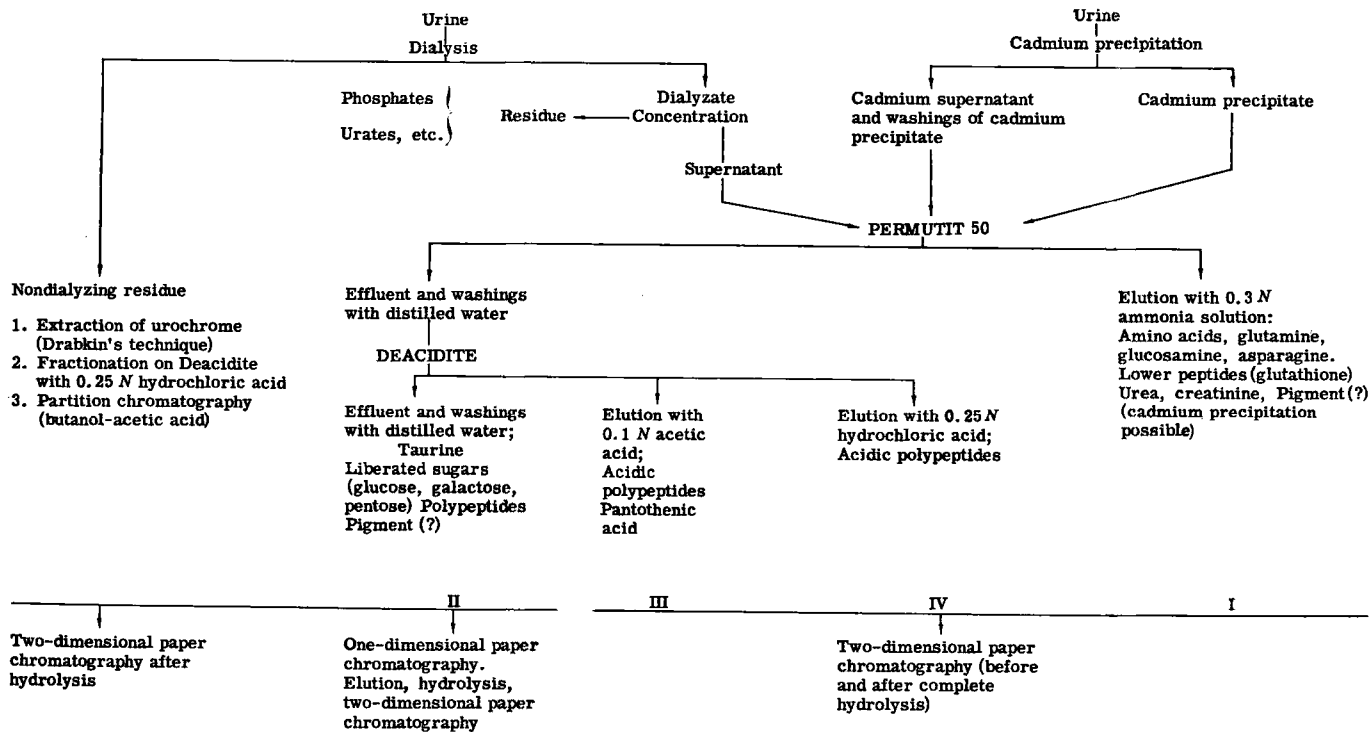 Urine
Dialysis
Urine
Cadmium precipitation
Phosphates
Urates, etc.
Residue
Dialyzate
Concentration
Supernatant
Cadmium supernatant
and washings of cadmium
precipitate
Cadmium precipitate
PERMUTIT 50
Nondialyzing residue
1. Extraction of urochrome
(Drabkin's technique)
2. Fractionation on Deacidite
with 0.25 N hydrochloric acid
3. Partition chromatography
(butanol-acetic acid)
Effluent and washings
with distilled water
DEACIDITE
Elution with 0.3 N
ammonia solution:
Amino acids, glutamine,
glucosamine, asparagine.
Lower peptides (glutathione)
Urea, creatinine, Pigment (?)
(cadmium precipitation
possible)
Effluent and washings
with distilled water;
Taurine
Liberated sugars
(glucose, galactose,
pentose) Polypeptides
Pigment (?)
Elution with
0.1 N acetic
acid;
Acidic
polypeptides
Pantothenic
acid
Elution with 0.25 N
hydrochloric acid;
Acidic polypeptides
II
III
IV
I
Two-dimensional paper
chromatography after
hydrolysis
One-dimensional paper
chromatography.
Elution, hydrolysis,
two-dimensional paper
chromatography
Two-dimensional paper
chromatography (before
and after complete
hydrolysis)